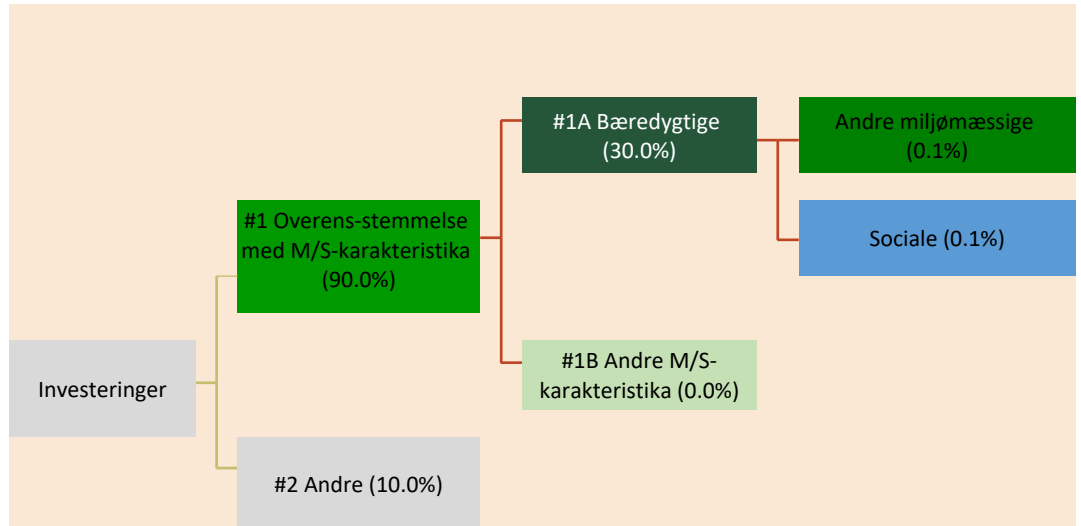 Investeringer
#1 Overens-stemmelse
med M/S-karakteristika
(90.0%)
#2 Andre (10.0%)
#1A Bæredygtige
(30.0%)
#1B Andre M/S-
karakteristika (0.0%)
Andre miljømæssige
(0.1%)
Sociale (0.1%)